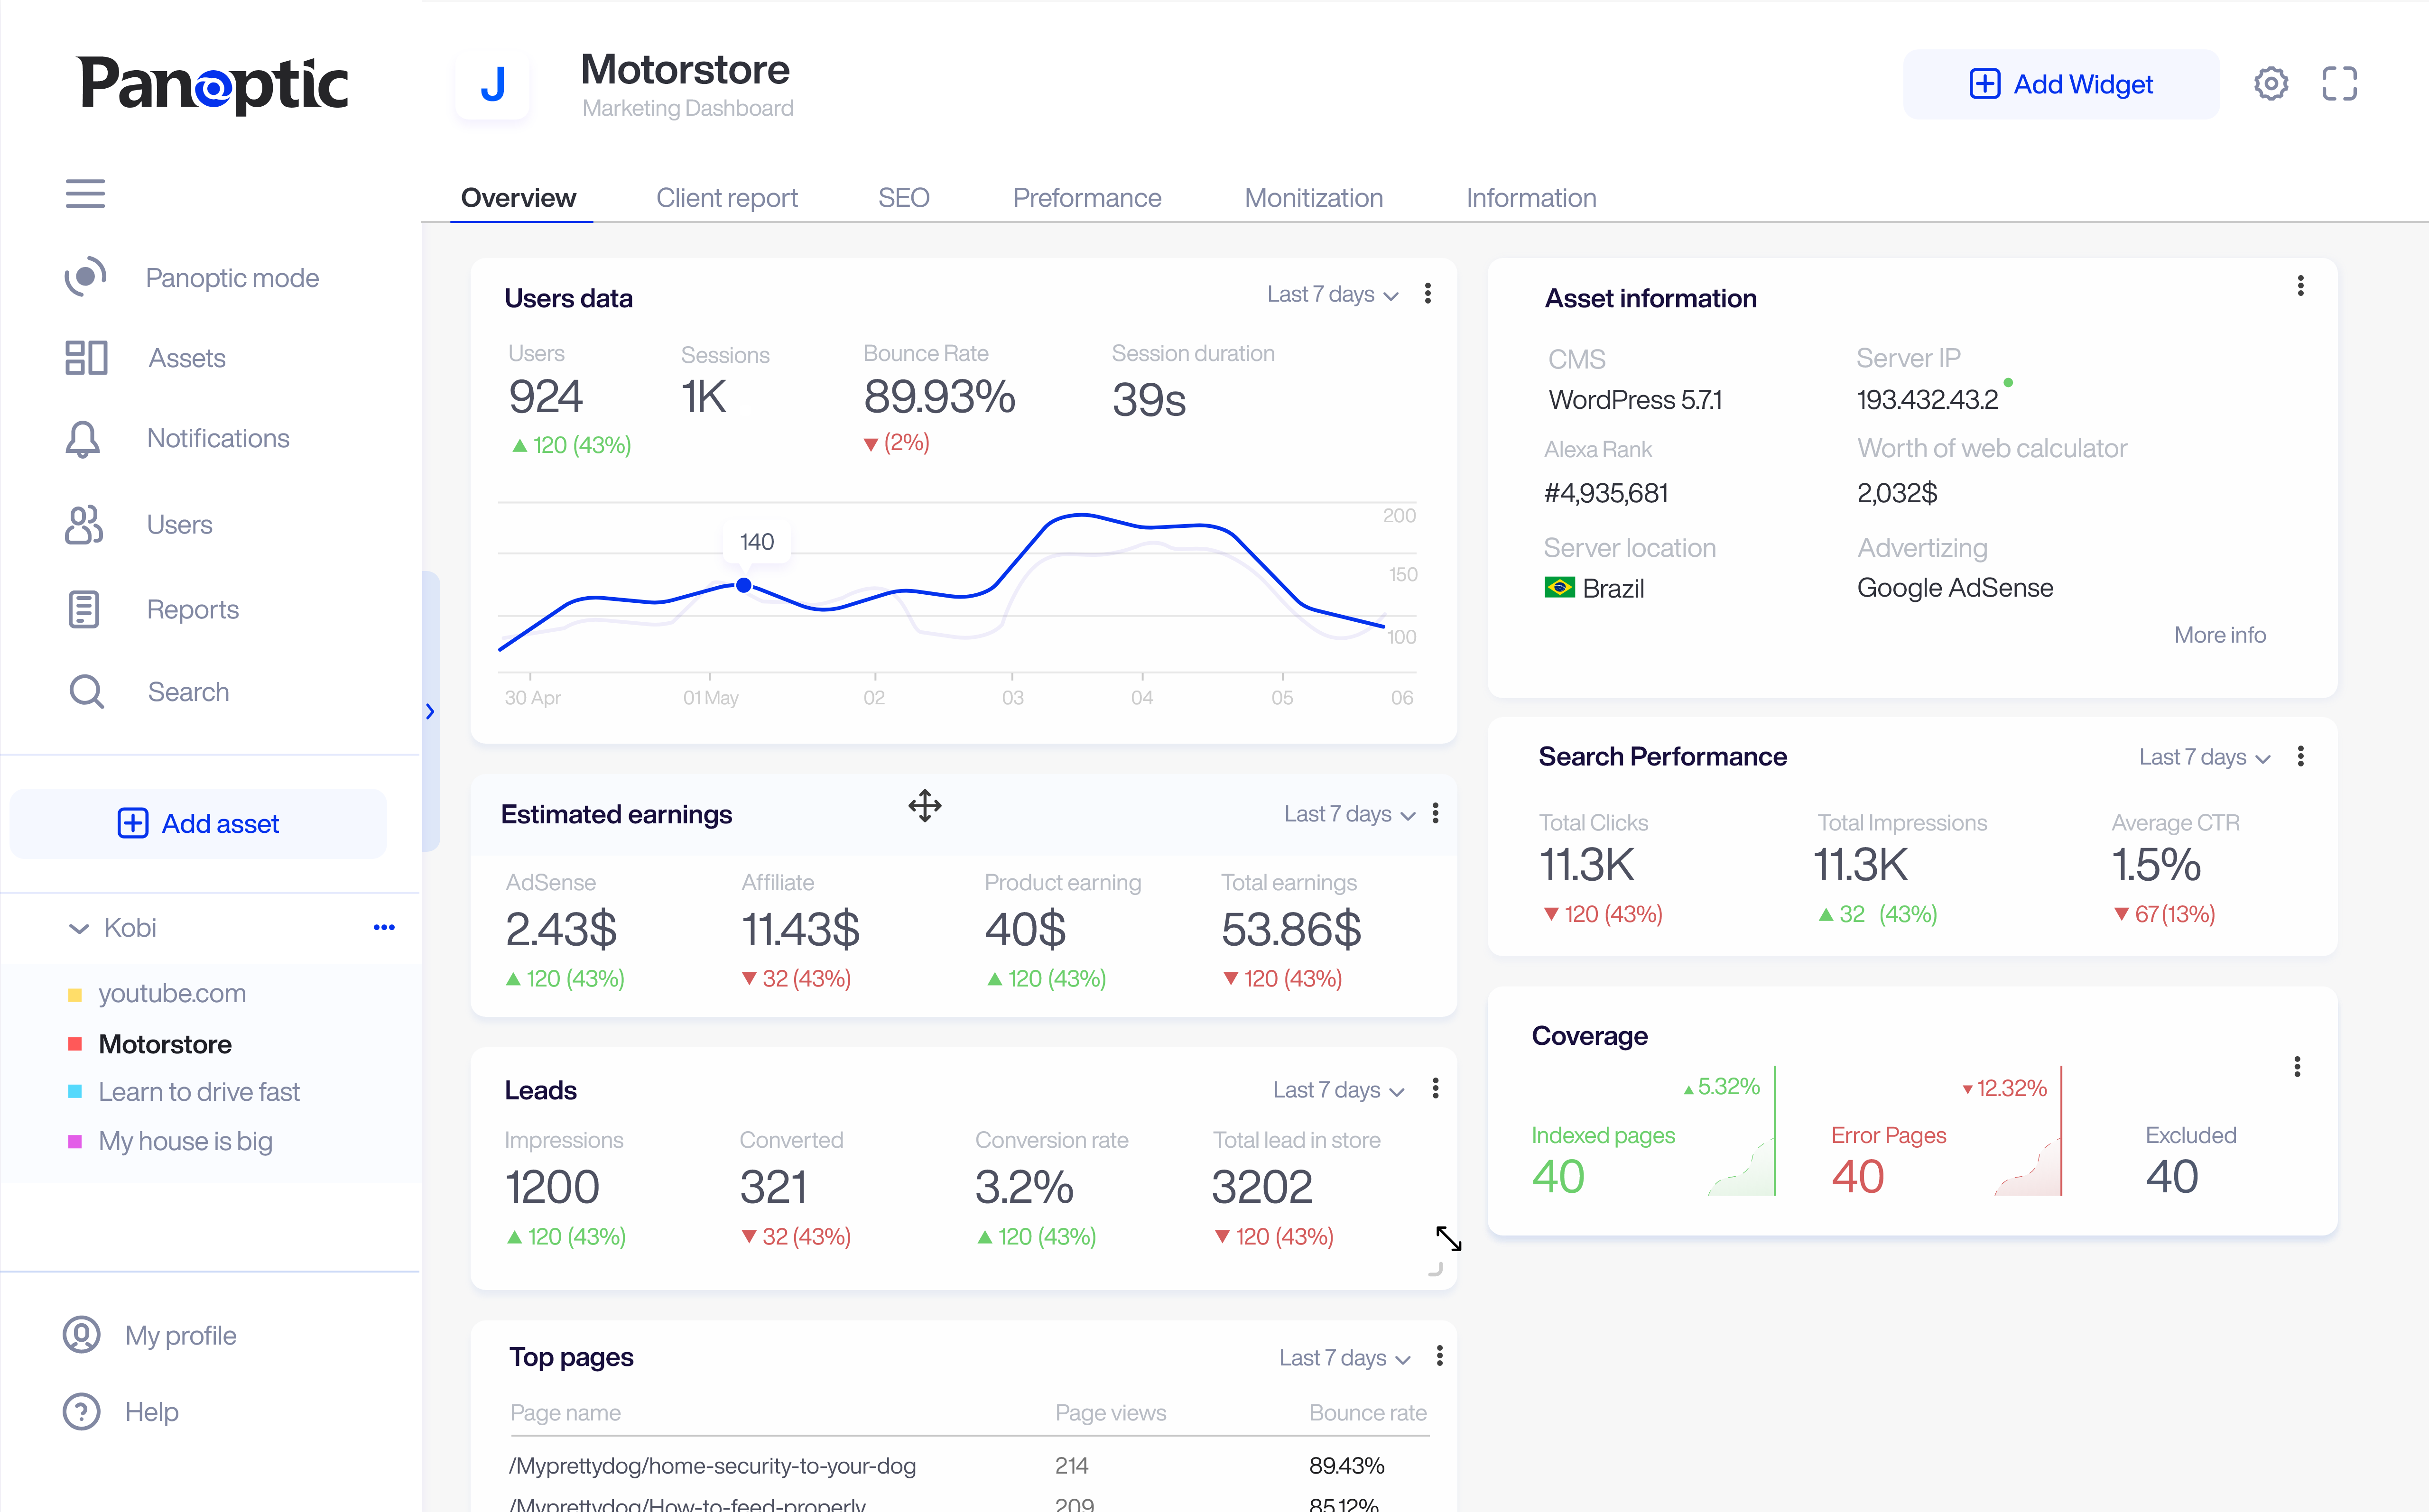 Panoptic
J
Motorstore
Marketing Dashboard
Add Widget
Overview
Client report
SEO
Preformance
Monitization
Information
Panoptic mode
Assets
Notifications
Users
Reports
Search
Add asset
Kobi
youtube.com
Motorstore
Learn to drive fast
My house is big
My profile
Help
Users data
Last 7 days
Users
Sessions
Bounce Rate
Session duration
924
1K
89.93%
39s
120 (43%)
(2%)
200
140
150
100
30 Apr
01 May
02
03
04
05
06
Estimated earnings
Last 7 days
AdSense
Affiliate
Product earning
Total earnings
2.43$
11.43$
40$
53.86$
120 (43%)
32 (43%)
120 (43%)
120 (43%)
Leads
Last 7 days
Impressions
Converted
Conversion rate
Total lead in store
1200
321
3.2%
3202
120 (43%)
32 (43%)
120 (43%)
120 (43%)
Top pages
Last 7 days
Page name
Page views
Bounce rate
/Myprettydog/home-security-to-your-dog
214
89.43%
/Myprettydog/How-to-feed-properly
209
85.12%
Asset information
CMS
Server IP
WordPress 5.7.1
193.432.43.2
Alexa Rank
Worth of web calculator
#4,935,681
2,032$
Server location
Advertizing
Brazil
Google AdSense
More info
Search Performance
Last 7 days
Total Clicks
Total Impressions
Average CTR
11.3K
11.3K
1.5%
120 (43%)
32 (43%)
67 (13%)
Coverage
5.32%
12.32%
Indexed pages
Error Pages
Excluded
40
40
40